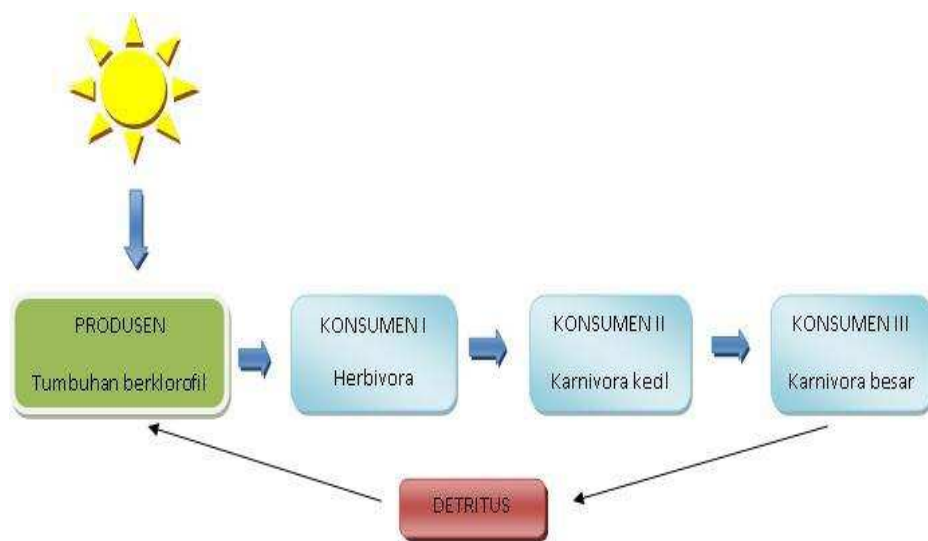 PRODUSEN
Tumbuhan berklorofil
KONSUMEN I
Herbivora
KONSUMEN II
Karnivora kecil
KONSUMEN III
Karnivora besar
DETRITUS